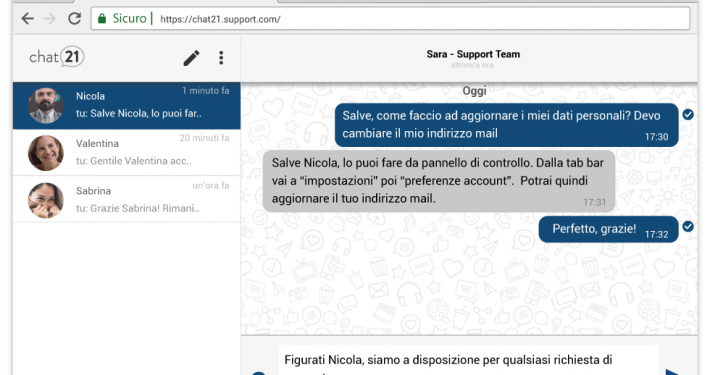 Sicuro | https://chat21.support.com/
chat 21
Sara - Support Team
attivo/a ora
Nicola 1 minuto fa
tu: Salve Nicola, lo puoi far..
Valentina 20 minuti fa
tu: Gentile Valentina acc..
Sabrina un'ora fa
tu: Grazie Sabrina! Rimani..
Oggi
Salve, come faccio ad aggiornare i miei dati personali? Devo
cambiare il mio indirizzo mail 17:30
Salve Nicola, lo puoi fare da pannello di controllo. Dalla tab bar
vai a “impostazioni” poi “preferenze account”. Potrai quindi
aggiornare il tuo indirizzo mail. 17:31
Perfetto, grazie! 17:32
Figurati Nicola, siamo a disposizione per qualsiasi richiesta di